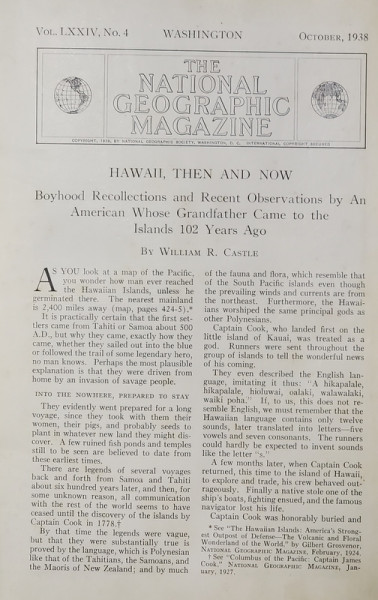 VOL. LXXIV, No. 4 WASHINGTON OCTOBER, 1938
THE
NATIONAL
GEOGRAPHIC
MAGAZINE
COPYRIGHT, 1938, BY NATIONAL GEOGRAPHIC SOCIETY, WASHINGTON, D. C. INTERNATIONAL COPYRIGHT SECURED
HAWAII, THEN AND NOW
Boyhood Recollections and Recent Observations by An
American Whose Grandfather Came to the
Islands 102 Years Ago
BY WILLIAM R. CASTLE
AS YOU look at a map of the Pacific,
you wonder how man ever reached
the Hawaiian Islands, unless he
germinated there. The nearest mainland
is 2,400 miles away (map, pages 424-5).*
It is practically certain that the first set-
tlers came from Tahiti or Samoa about 500
A.D., but why they came, exactly how they
came, whether they sailed out into the blue
or followed the trail of some legendary hero,
no man knows. Perhaps the most plausible
explanation is that they were driven from
home by an invasion of savage people.
INTO THE NOWHERE, PREPARED TO STAY
They evidently went prepared for a long
voyage, since they took with them their
women, their pigs, and probably seeds to
plant in whatever new land they might dis-
cover. A few ruined fish ponds and temples
still to be seen are believed to date from
these earliest times.
There are legends of several voyages
back and forth from Samoa and Tahiti
about six hundred years later, and then, for
some unknown reason, all communication
with the rest of the world seems to have
ceased until the discovery of the islands by
Captain Cook in 1778.†
By that time the legends were vague,
but that they were substantially true is
proved by the language, which is Polynesian
like that of the Tahitians, the Samoans, and
the Maoris of New Zealand; and by much
of the fauna and flora, which resemble that
of the South Pacific islands even though
the prevailing winds and currents are from
the northeast. Furthermore, the Hawai-
ians worshiped the same principal gods as
other Polynesians.
Captain Cook, who landed first on the
little island of Kauai, was treated as a
god. Runners were sent throughout the
group of islands to tell the wonderful news
of his coming.
They even described the English lan-
guage, imitating it thus: "A hikapalale,
hikapalale, hioluwai, oalaki, walawalaki,
waiki poha." If, to us, this does not re-
semble English, we must remember that the
Hawaiian language contains only twelve
sounds, later translated into letters—five
vowels and seven consonants. The runners
could hardly be expected to invent sounds
like the letter "s."
A few months later, when Captain Cook
returned, this time to the island of Hawaii,
to explore and trade, his crew behaved out-
rageously. Finally a native stole one of the
ship's boats, fighting ensued, and the famous
navigator lost his life.
Captain Cook was honorably buried and
* See "The Hawaiian Islands: America's Strong-
est Outpost of Defense—The Volcanic and Floral
Wonderland of the World," by Gilbert Grosvenor,
NATIONAL GEOGRAPHIC MAGAZINE, February, 1924.
† See "Columbus of the Pacific: Captain James
Cook," NATIONAL GEOGRAPHIC MAGAZINE, Jan-
uary, 1927.